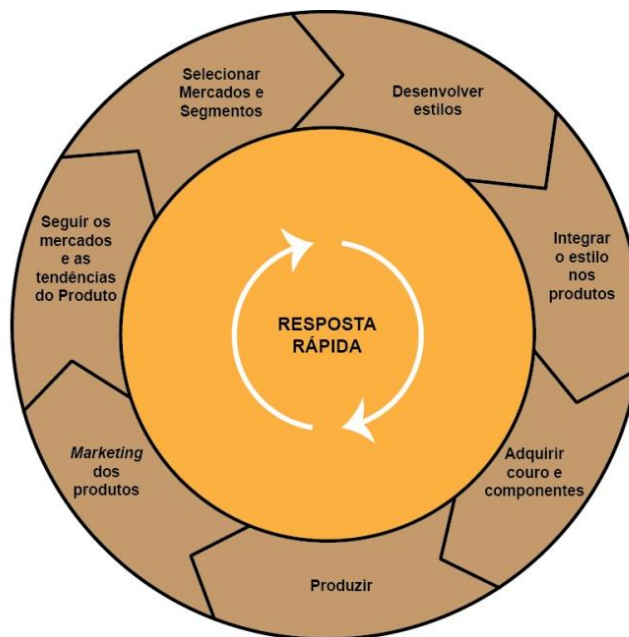 Selecionar
Mercados e
Segmentos
Desenvolver
estilos
Integrar
o estilo
nos
produtos
Adquirir
couro e
componentes
Produzir
Marketing
dos
produtos
Seguir os
mercados
e as
tendências
do Produto
RESPOSTA
RÁPIDA